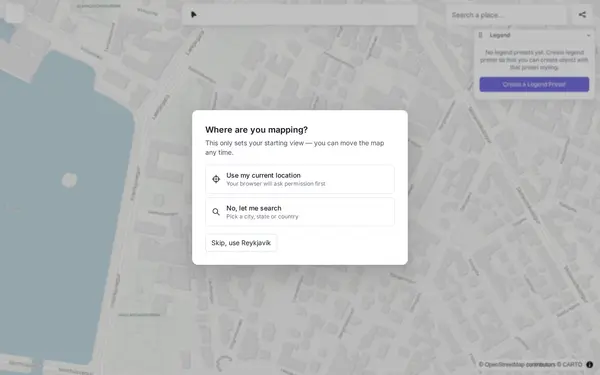 Search a place...
Legend
No legend presets yet. Create legend
preset so that you can create object with
that preset styling.
Create a Legend Preset
Where are you mapping?
This only sets your starting view — you can move the map
any time.
Use my current location
Your browser will ask permission first
No, let me search
Pick a city, state or country
Skip, use Reykjavík
© OpenStreetMap contributors © CARTO